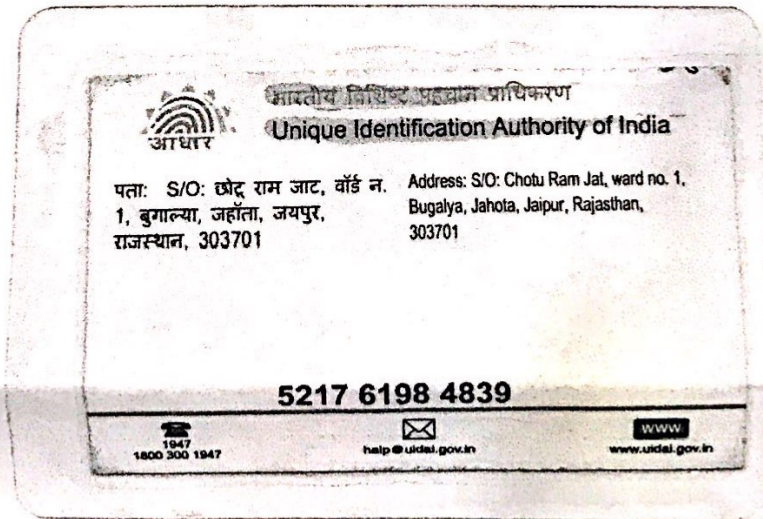 भारतीय विशिष्ट पहचान प्राधिकरण
Unique Identification Authority of India
आधार
पता: S/O: छोटू राम जाट, वॉर्ड न.
1, बुगाल्या, जहॉता, जयपुर,
राजस्थान, 303701
Address: S/O: Chotu Ram Jat, ward no. 1,
Bugalya, Jahota, Jaipur, Rajasthan,
303701
5217 6198 4839
1947
1800 300 1947
help@uidai.gov.in
www
www.uidai.gov.in